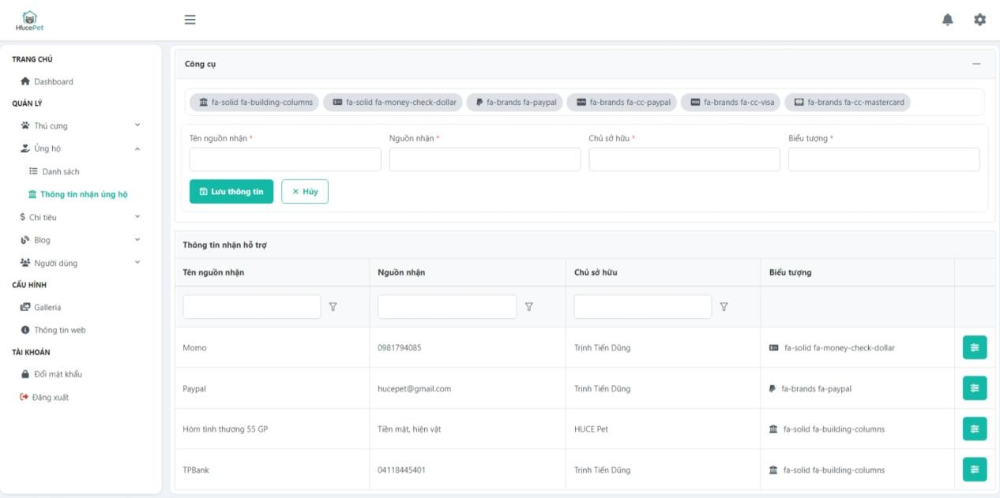 HucePet
TRANG CHỦ
Dashboard
QUẢN LÝ
Thú cưng
Ủng hộ
Danh sách
Thông tin nhận ủng hộ
Chi tiêu
Blog
Người dùng
CẤU HÌNH
Galleria
Thông tin web
TÀI KHOẢN
Đổi mật khẩu
Đăng xuất
Công cụ
fa-solid fa-building-columns fa-solid fa-money-check-dollar fa-brands fa-paypal fa-brands fa-cc-paypal fa-brands fa-cc-visa fa-brands fa-cc-mastercard
Tên nguồn nhận * Nguồn nhận * Chủ sở hữu * Biểu tượng *
Lưu thông tin Hủy
Thông tin nhận hỗ trợ
Tên nguồn nhận Nguồn nhận Chủ sở hữu Biểu tượng
Momo 0981794085 Trịnh Tiến Dũng fa-solid fa-money-check-dollar
Paypal hucepet@gmail.com Trịnh Tiến Dũng fa-brands fa-paypal
Hòm tình thương 55 GP Tiền mặt, hiện vật HUCE Pet fa-solid fa-building-columns
TPBank 04118445401 Trịnh Tiến Dũng fa-solid fa-building-columns